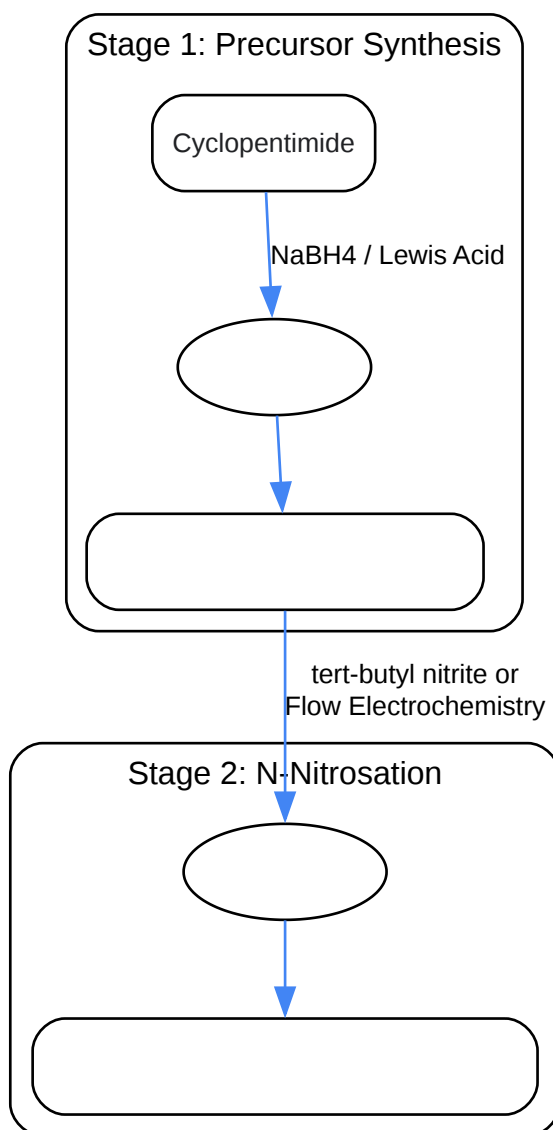 Stage 1: Precursor Synthesis
Cyclopentimide
NaBH4 / Lewis Acid
tert-butyl nitrite or
Flow Electrochemistry
Stage 2: N-Nitrosation